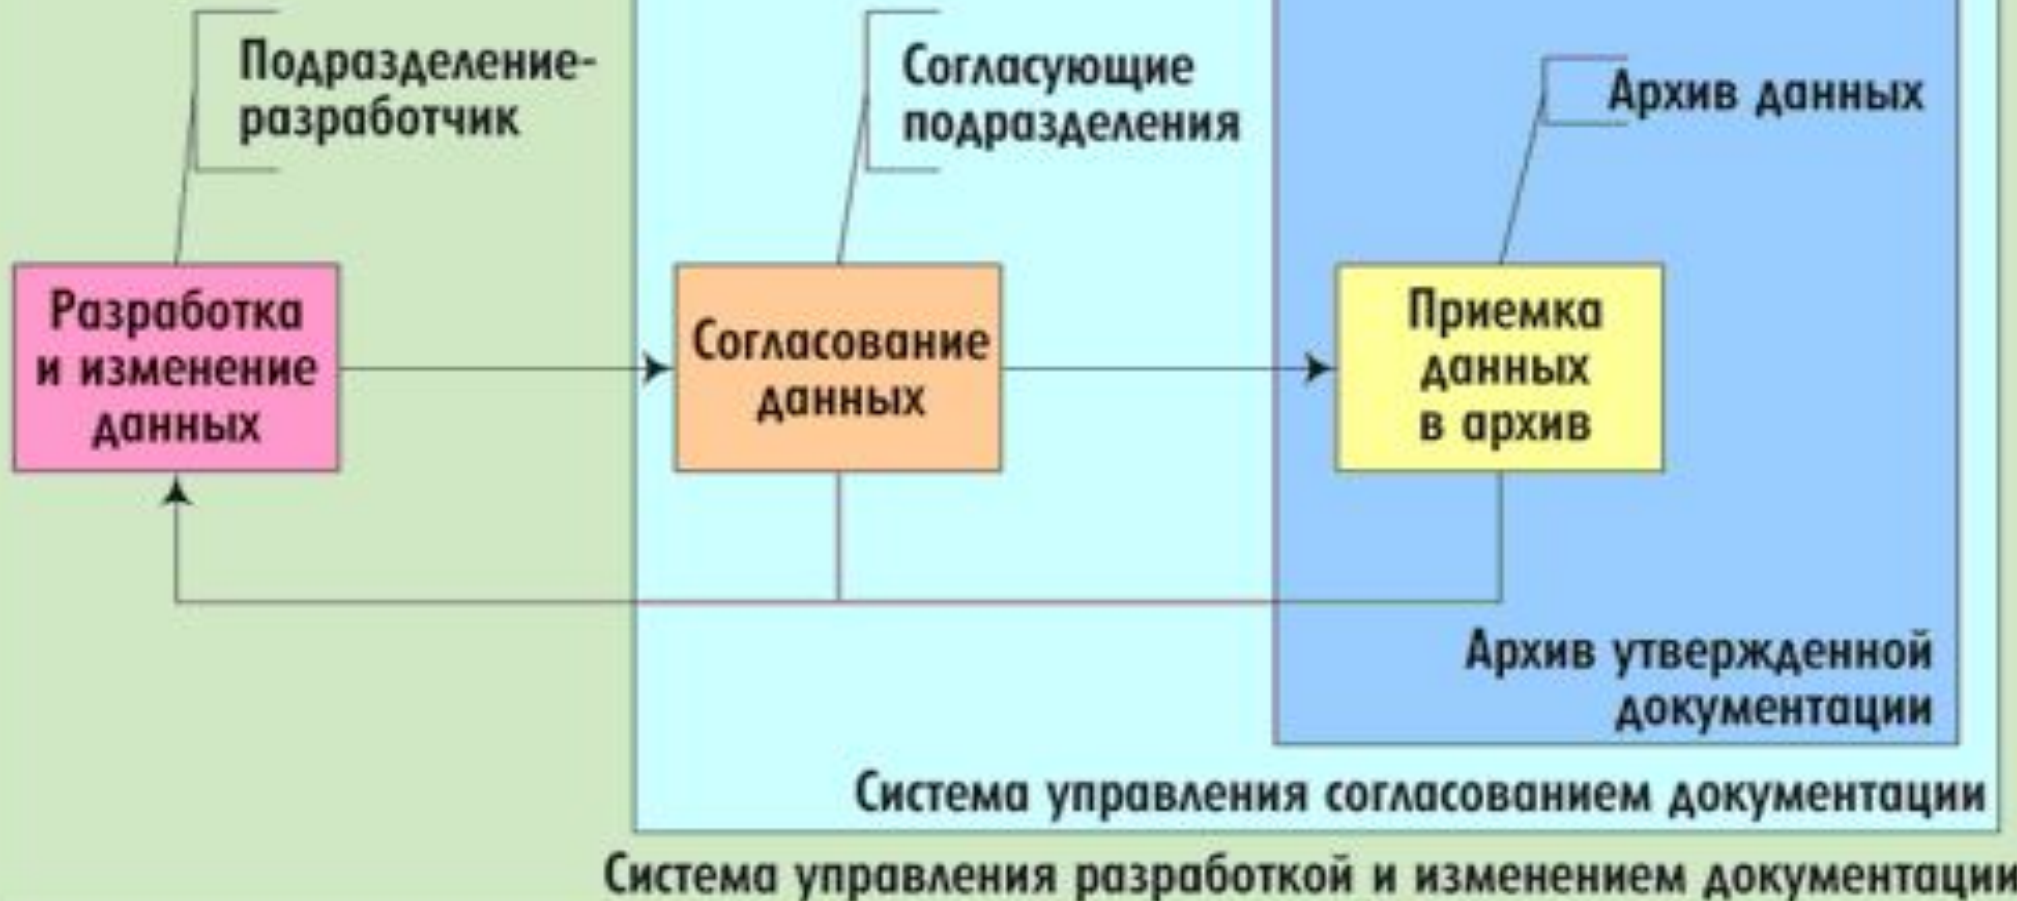 Подразделение-
разработчик
Согласующие
подразделения
Архив данных
Разработка
и изменение
данных
Согласование
данных
Приемка
данных
в архив
Архив утвержденной
документации
Система управления согласованием документации
Система управления разработкой и изменением документации